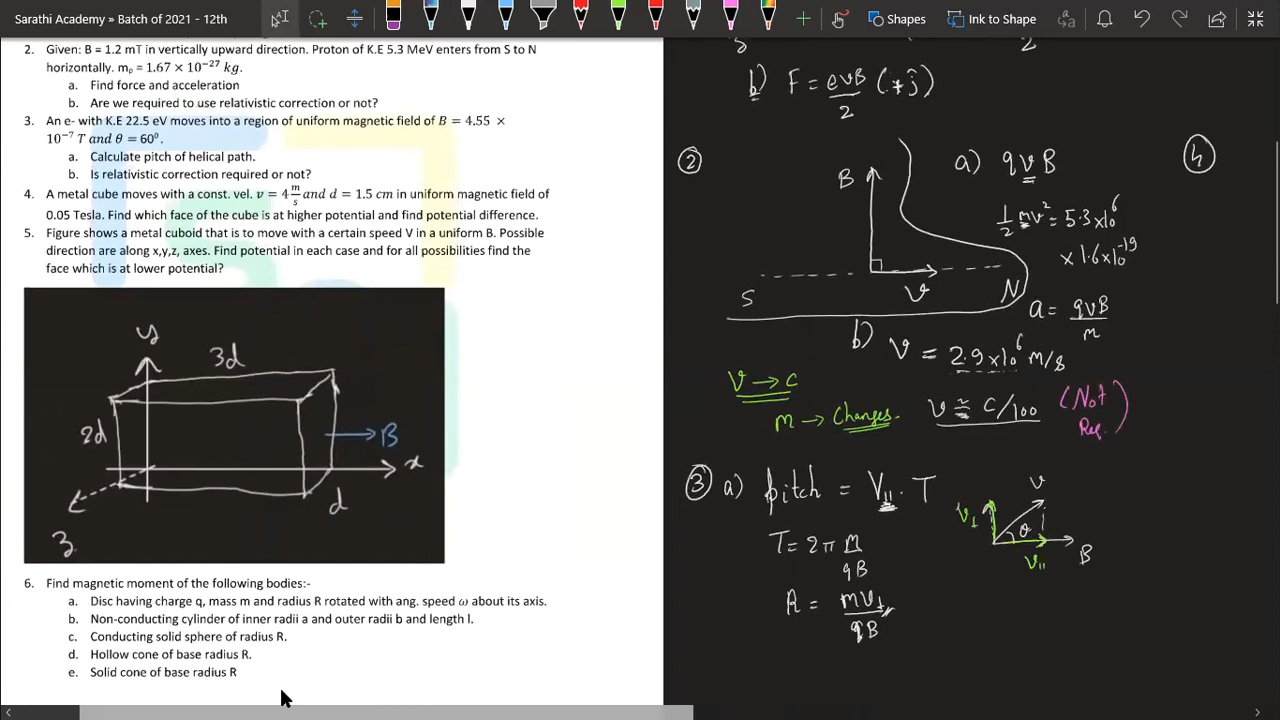 Sarathi Academy » Batch of 2021 - 12th
Shapes
Ink to Shape
2. Given: B = 1.2 mT in vertically upward direction. Proton of K.E 5.3 MeV enters from S to N
horizontally. mₚ = 1.67 × 10⁻²⁷ kg.
a. Find force and acceleration
b. Are we required to use relativistic correction or not?
3. An e- with K.E 22.5 eV moves into a region of uniform magnetic field of B = 4.55 ×
10⁻⁷ T and θ = 60⁰.
a. Calculate pitch of helical path.
b. Is relativistic correction required or not?
4. A metal cube moves with a const. vel. v = 4 m/s and d = 1.5 cm in uniform magnetic field of
0.05 Tesla. Find which face of the cube is at higher potential and find potential difference.
5. Figure shows a metal cuboid that is to move with a certain speed V in a uniform B. Possible
direction are along x,y,z, axes. Find potential in each case and for all possibilities find the
face which is at lower potential?
y
3d
2d
B
x
d
z
6. Find magnetic moment of the following bodies:-
a. Disc having charge q, mass m and radius R rotated with ang. speed ω about its axis.
b. Non-conducting cylinder of inner radii a and outer radii b and length l.
c. Conducting solid sphere of radius R.
d. Hollow cone of base radius R.
e. Solid cone of base radius R
b) F = evB/2 (+ĵ)
2
B
S
v
N
a) qvB
½mv² = 5.3×10⁶
×1.6×10⁻¹⁹
a = qvB/m
b) v = 2.9×10⁶ m/s
v → c
m → Changes.
v ≈ c/100
(Not
Req.)
4
3 a) pitch = V∥ . T
T = 2π m/qB
R = mv⊥/qB
v
v⊥
θ
v∥
B